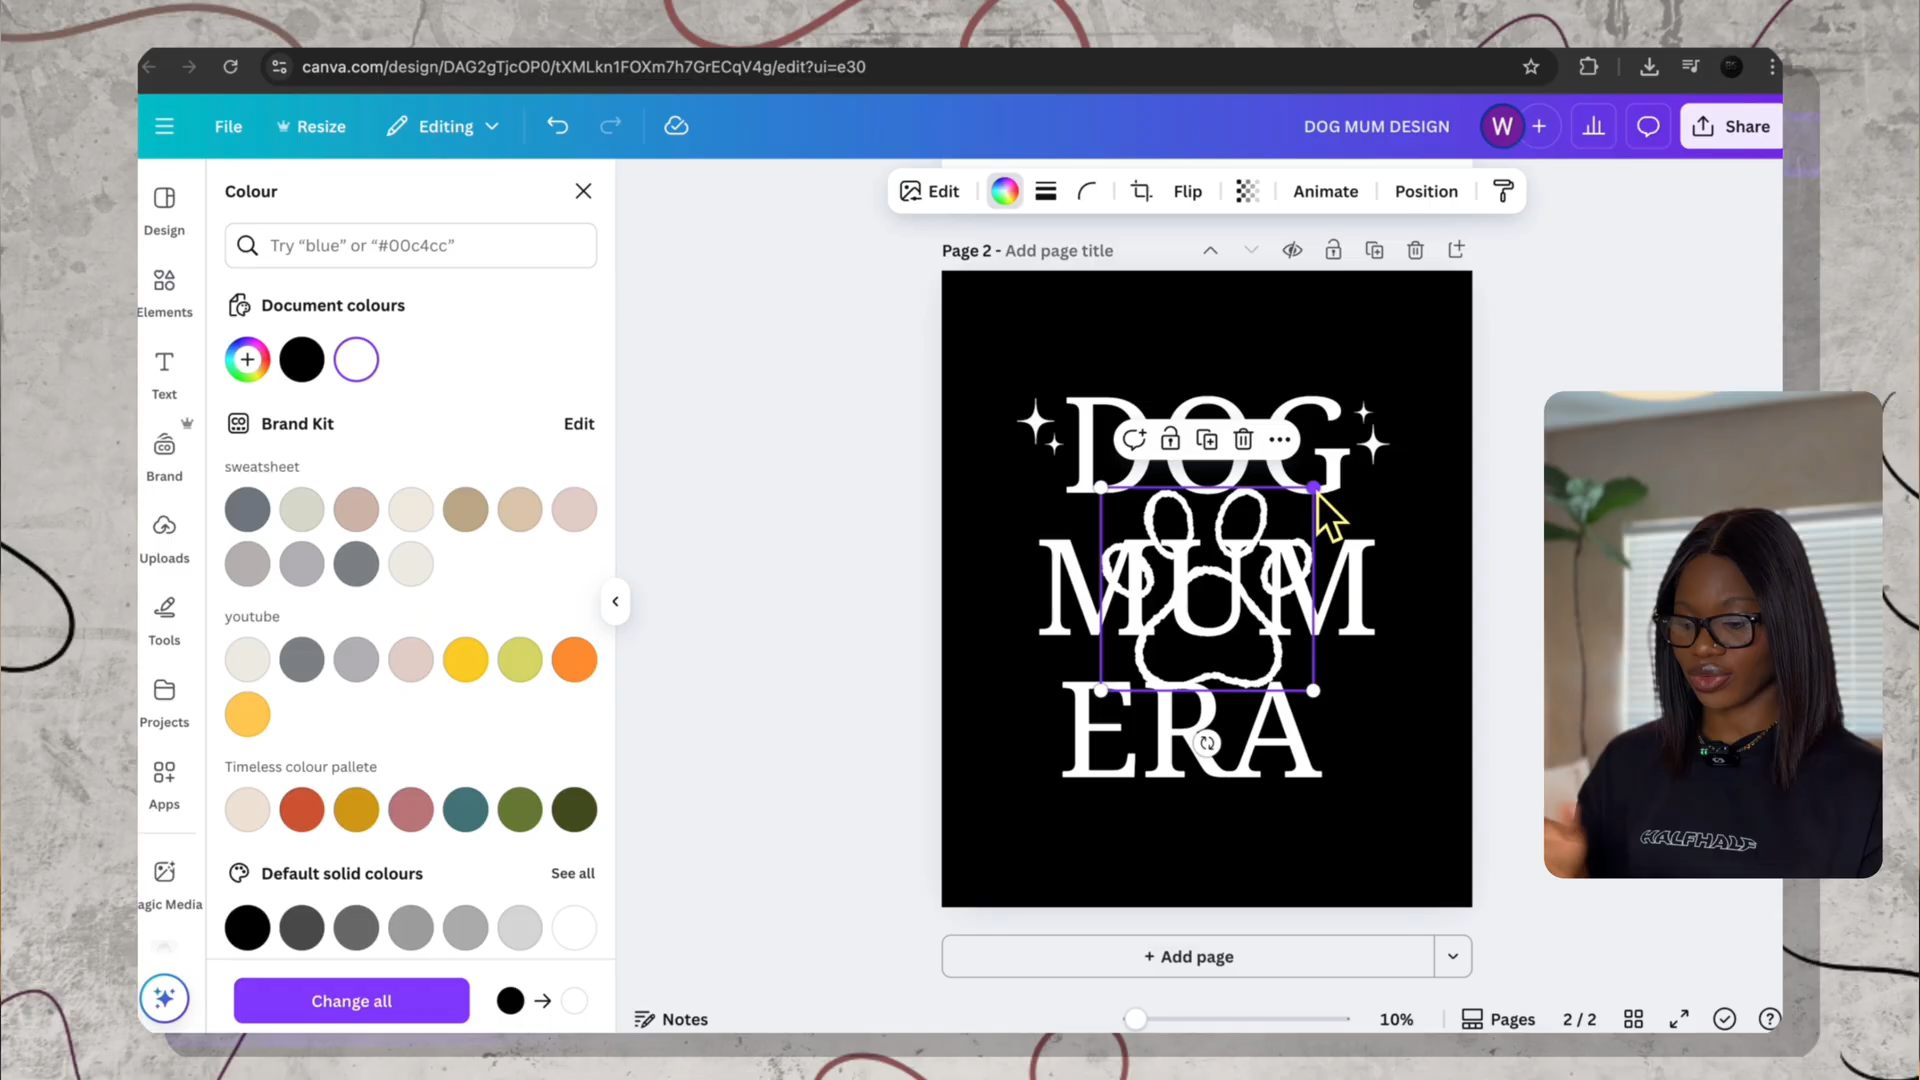 canva.com/design/DAG2gTjcOP0/tXMLkn1FOXm7h7GrECqV4g/edit?ui=e30
File
Resize
Editing
DOG MUM DESIGN
W
Share
Design
Elements
Text
Brand
Uploads
Tools
Projects
Apps
agic Media
Colour
Try “blue” or “#00c4cc”
Document colours
Brand Kit
Edit
sweatsheet
youtube
Timeless colour pallete
Default solid colours
See all
Change all
Edit
Flip
Animate
Position
Page 2 - Add page title
DOG
MUM
ERA
+ Add page
Notes
10%
Pages
2 / 2
HALFHALF